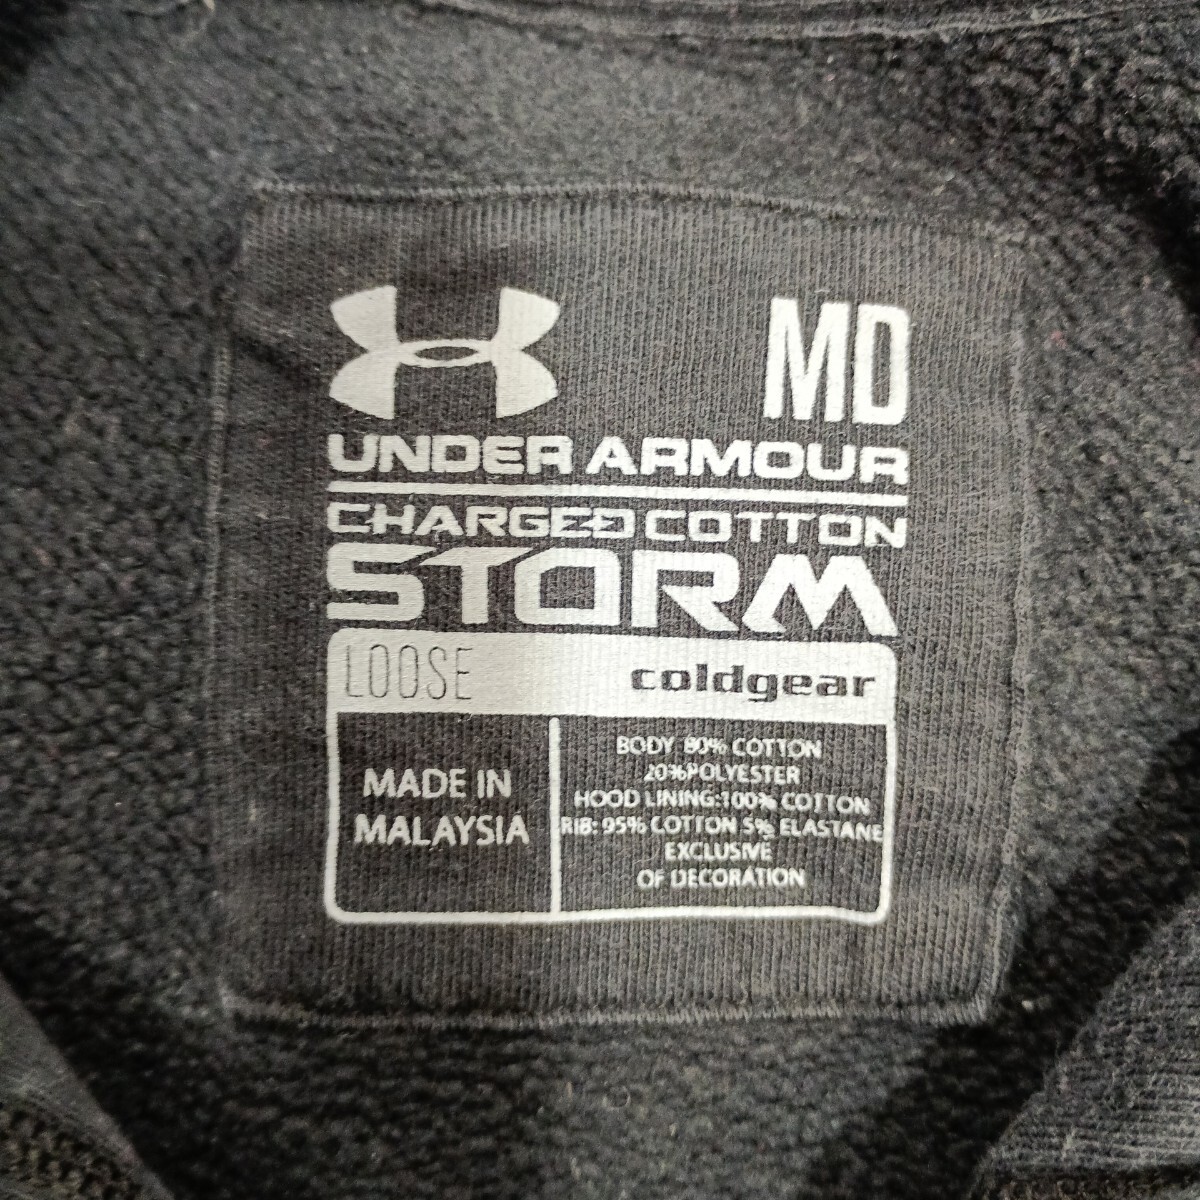 MD
UNDER ARMOUR
CHARGED COTTON
STORM
LOOSE coldgear
MADE IN
MALAYSIA
BODY 80% COTTON
20%POLYESTER
HOOD LINING:100% COTTON
RIB: 95% COTTON 5% ELASTANE
EXCLUSIVE
OF DECORATION